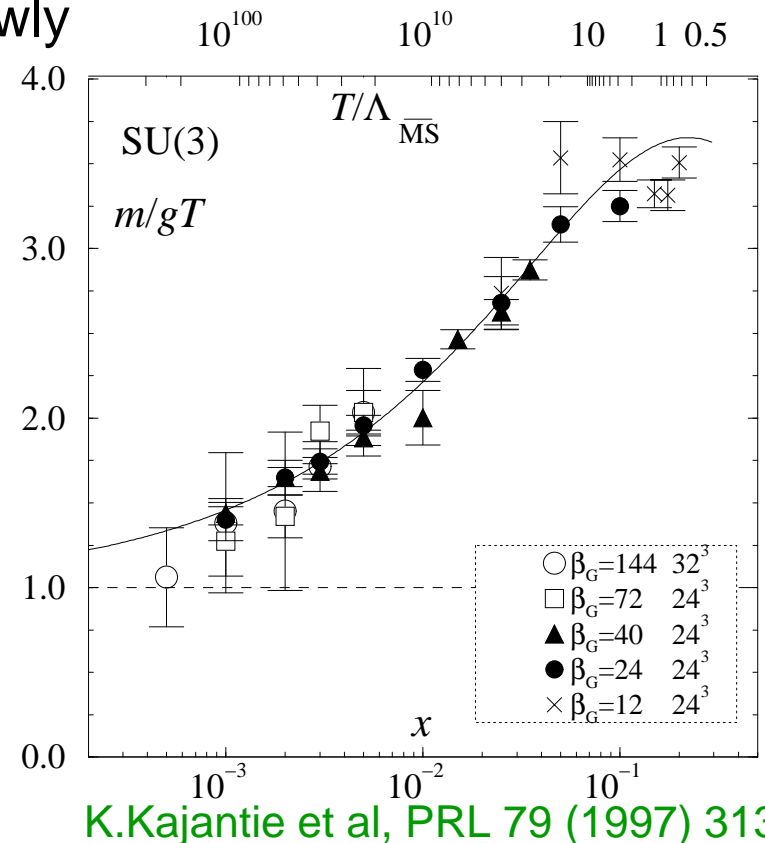 wly
10^100 10^10 10 1 0.5
T/Λ_MS̅
4.0
SU(3)
m/gT
3.0
2.0
1.0
0.0
β_G=144 32^3
β_G=72 24^3
β_G=40 24^3
β_G=24 24^3
β_G=12 24^3
x
10^-3 10^-2 10^-1
K.Kajantie et al, PRL 79 (1997) 313